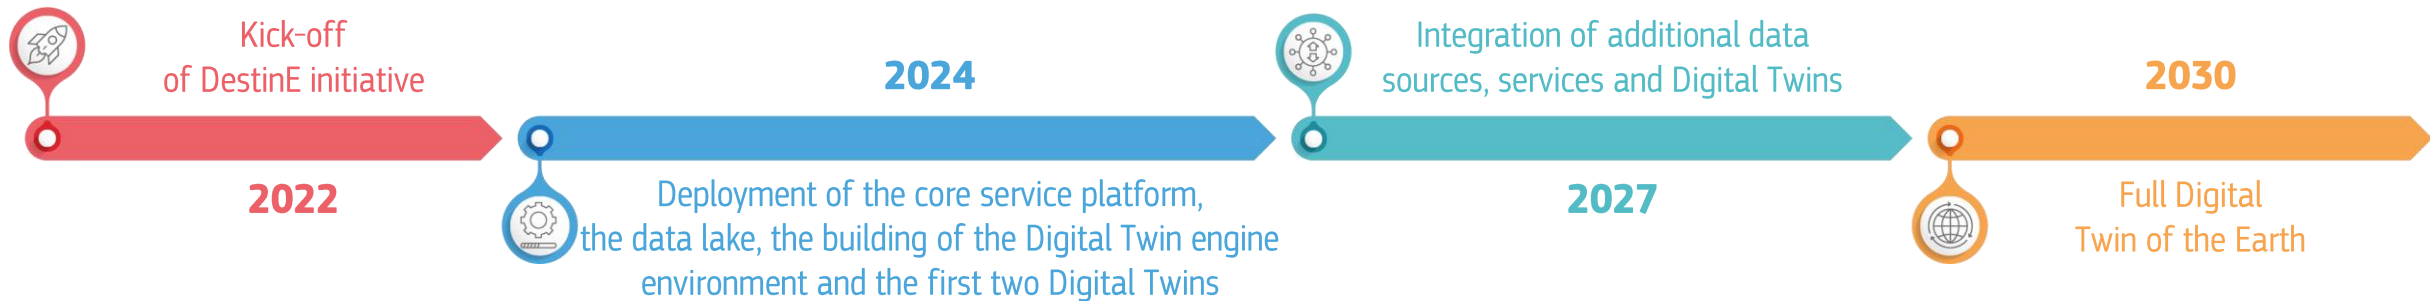 Kick-off
of DestinE initiative
2022
2024
Deployment of the core service platform,
the data lake, the building of the Digital Twin engine
environment and the first two Digital Twins
Integration of additional data
sources, services and Digital Twins
2027
2030
Full Digital
Twin of the Earth